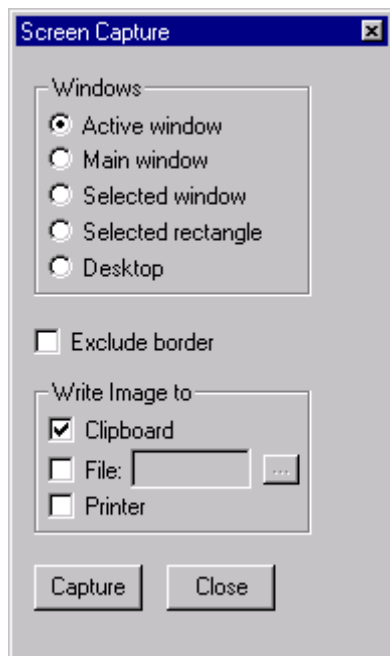 Screen Capture
Windows
Active window
Main window
Selected window
Selected rectangle
Desktop
Exclude border
Write Image to
Clipboard
File: ...
Printer
Capture Close